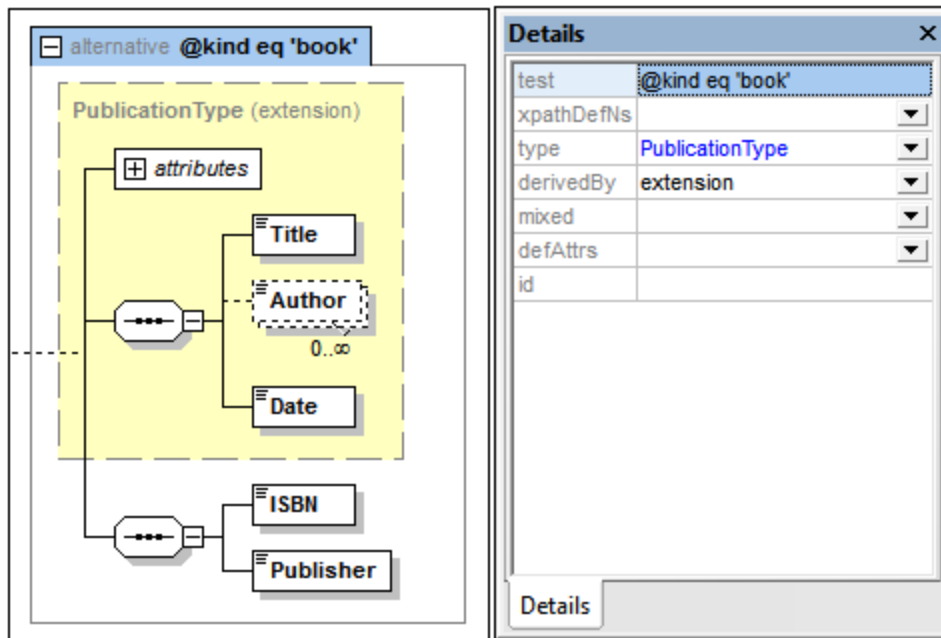 alternative @kind eq 'book'
PublicationType (extension)
attributes
Title
Author
0..∞
Date
ISBN
Publisher
Details
test @kind eq 'book'
xpathDefNs
type PublicationType
derivedBy extension
mixed
defAttrs
id
Details